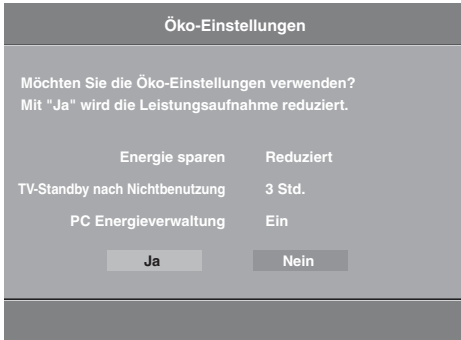 Öko-Einstellungen
Möchten Sie die Öko-Einstellungen verwenden?
Mit "Ja" wird die Leistungsaufnahme reduziert.
Energie sparen Reduziert
TV-Standby nach Nichtbenutzung 3 Std.
PC Energieverwaltung Ein
Ja Nein